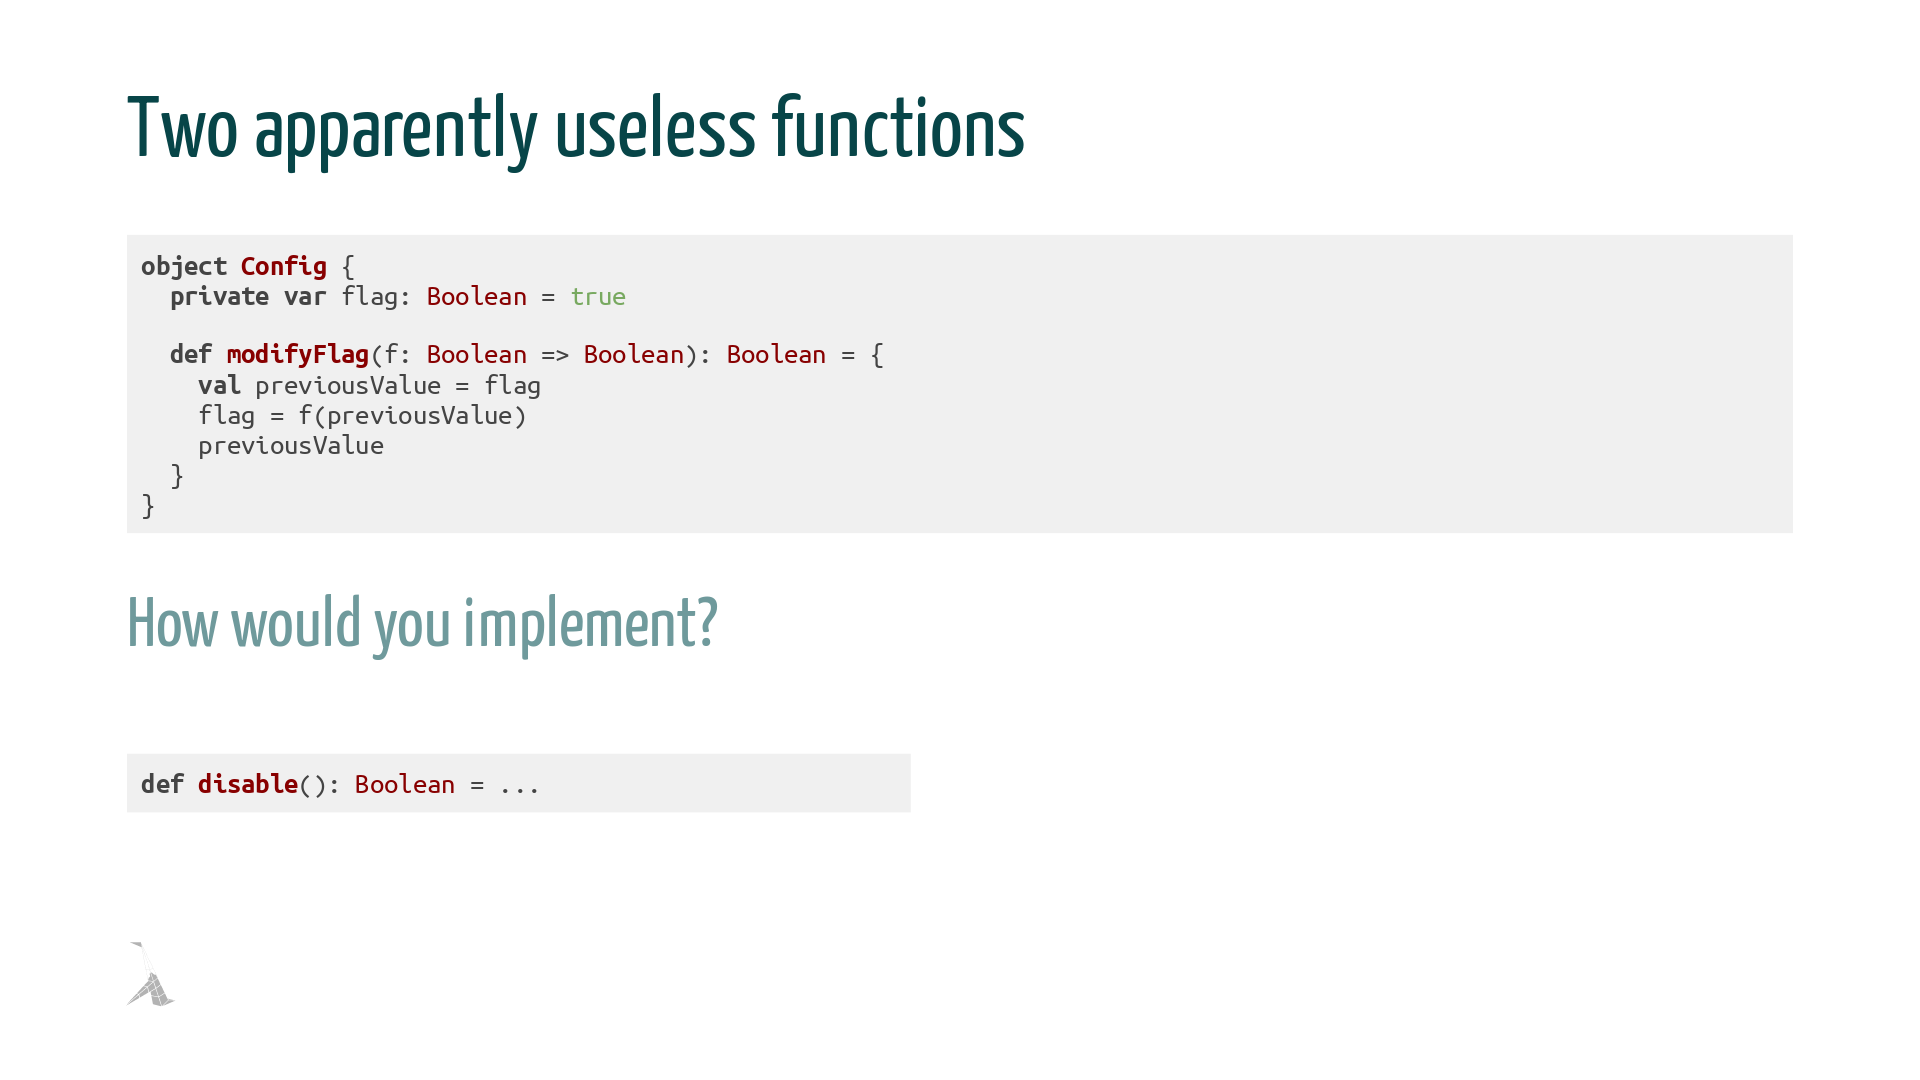 Two apparently useless functions
object Config {
  private var flag: Boolean = true

  def modifyFlag(f: Boolean => Boolean): Boolean = {
    val previousValue = flag
    flag = f(previousValue)
    previousValue
  }
}
How would you implement?
def disable(): Boolean = ...